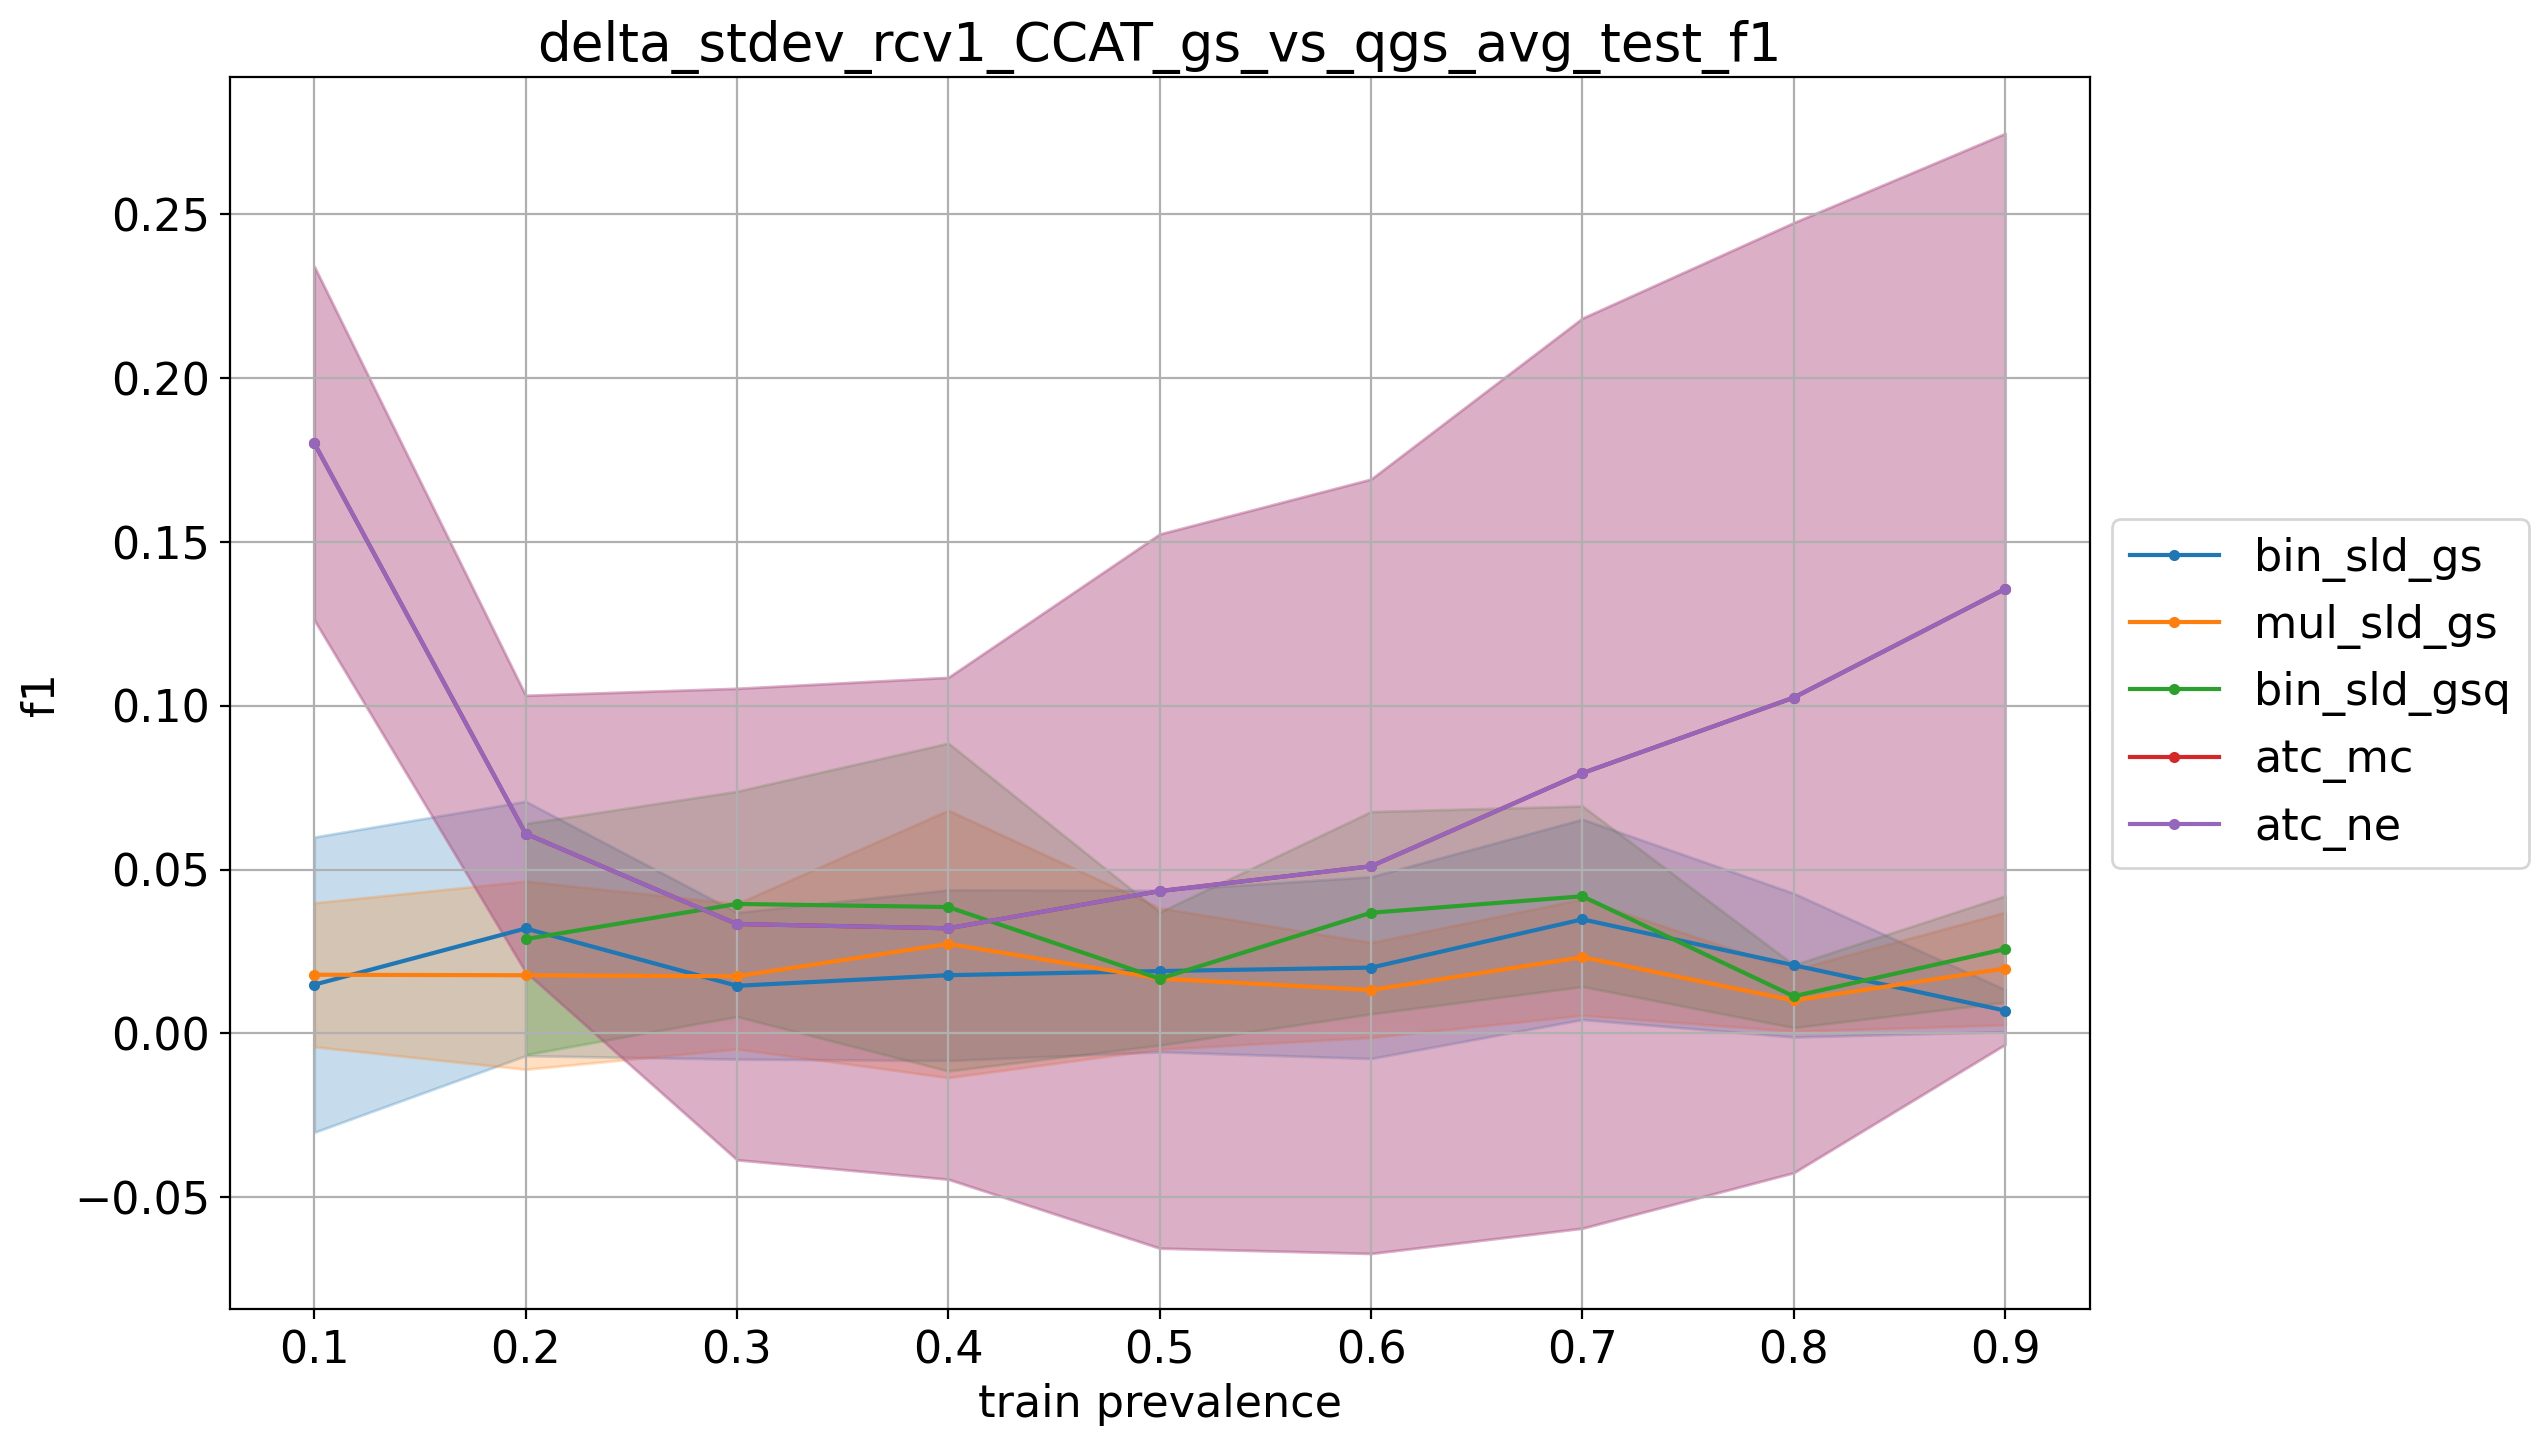 delta_stdev_rcv1_CCAT_gs_vs_qgs_avg_test_f1
0.25
0.20
0.15
0.10
0.05
0.00
−0.05
f1
0.1 0.2 0.3 0.4 0.5 0.6 0.7 0.8 0.9
train prevalence
bin_sld_gs
mul_sld_gs
bin_sld_gsq
atc_mc
atc_ne